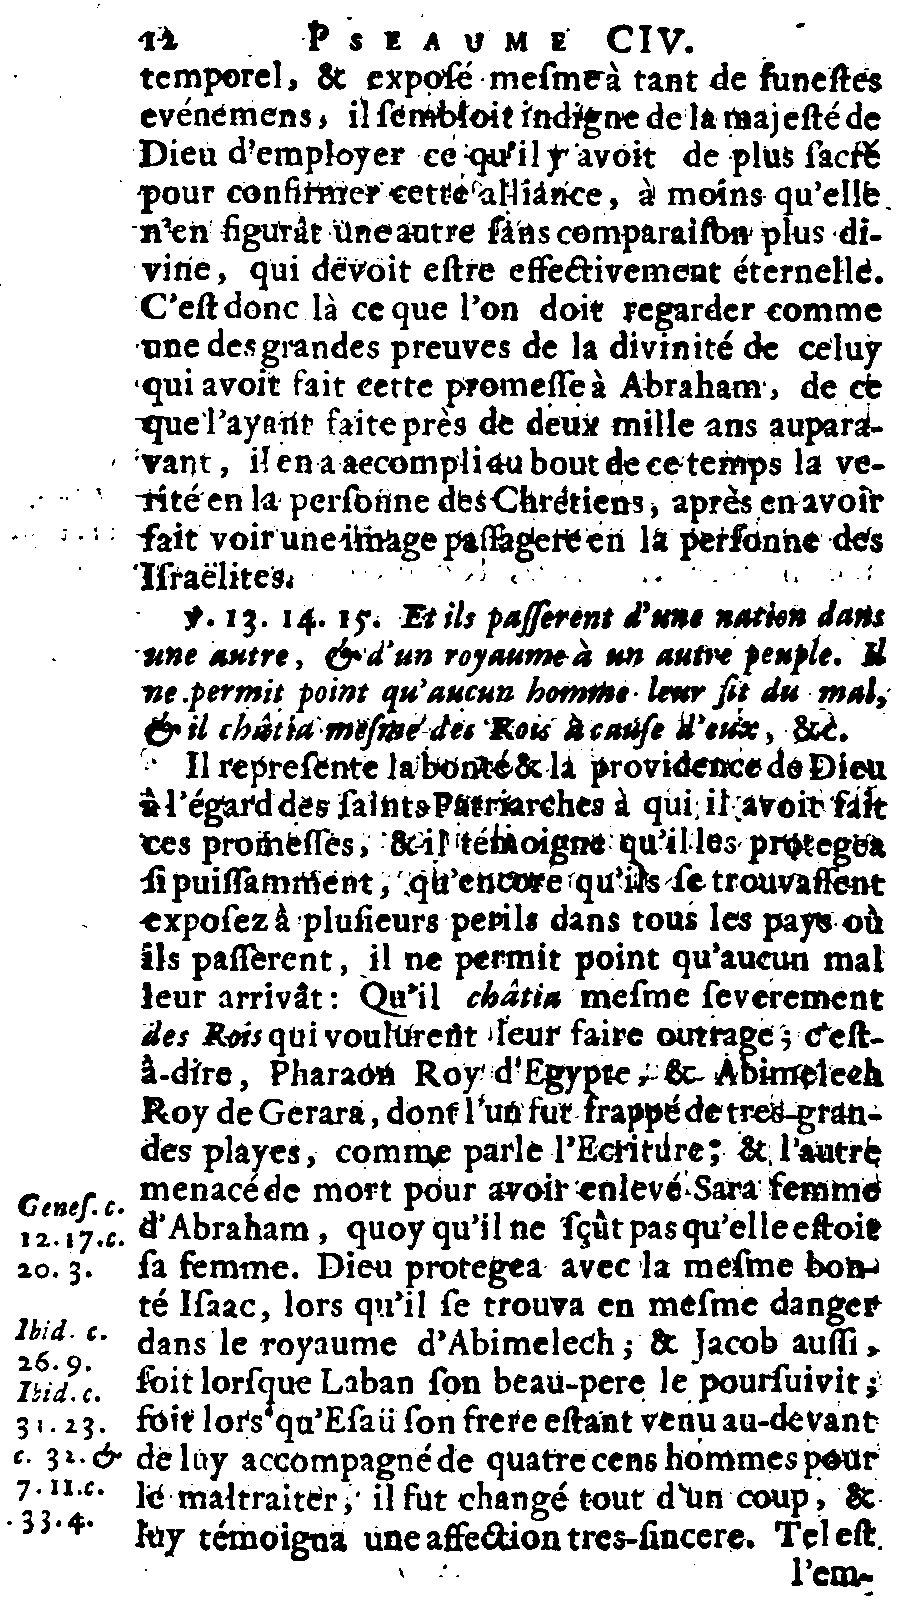 12 PSEAUME CIV.
temporel, & exposé mesme à tant de funestes
evénemens, il sembloit indigne de la majesté de
Dieu d'employer ce qu'il y avoit de plus sacré
pour confirmer cette alliance, à moins qu'elle
n'en figurât une autre sans comparaison plus di-
vine, qui devoit estre effectivement éternelle.
C'est donc là ce que l'on doit regarder comme
une des grandes preuves de la divinité de celuy
qui avoit fait cette promesse à Abraham, de ce
que l'ayant faite près de deux mille ans aupara-
vant, il en a accompli au bout de ce temps la ve-
rité en la personne des Chrétiens, après en avoir
fait voir une image passagere en la personne des
Israëlites.
℣. 13. 14. 15. Et ils passerent d'une nation dans
une autre, & d'un royaume à un autre peuple. Il
ne permit point qu'aucun homme leur fit du mal,
& il châtia mesme des Rois à cause d'eux, &c.
Il represente la bonté & la providence de Dieu
à l'égard des saints Patriarches à qui il avoit fait
ces promesses, & il témoigne qu'il les protegea
si puissamment, qu'encore qu'ils se trouvassent
exposez à plusieurs perils dans tous les pays où
ils passerent, il ne permit point qu'aucun mal
leur arrivât: Qu'il châtia mesme severement
des Rois qui voulurent leur faire outrage; c'est-
à-dire, Pharaon Roy d'Egypte, & Abimelech
Roy de Gerara, dont l'un fut frappé de tres-gran-
des playes, comme parle l'Ecriture; & l'autre
menacé de mort pour avoir enlevé Sara femme
d'Abraham, quoy qu'il ne sçût pas qu'elle estoit
sa femme. Dieu protegea avec la mesme bon-
té Isaac, lors qu'il se trouva en mesme danger
dans le royaume d'Abimelech; & Jacob aussi,
soit lorsque Laban son beau-pere le poursuivit,
soit lors qu'Esaü son frere estant venu au-devant
de luy accompagné de quatre cens hommes pour
le maltraiter, il fut changé tout d'un coup, &
luy témoigna une affection tres-sincere. Tel est
l'em-
Genes. c.
12. 17. c.
20. 3.
Ibid. c.
26. 9.
Ibid. c.
31. 23.
c. 32. &
7. 11. c.
33. 4.